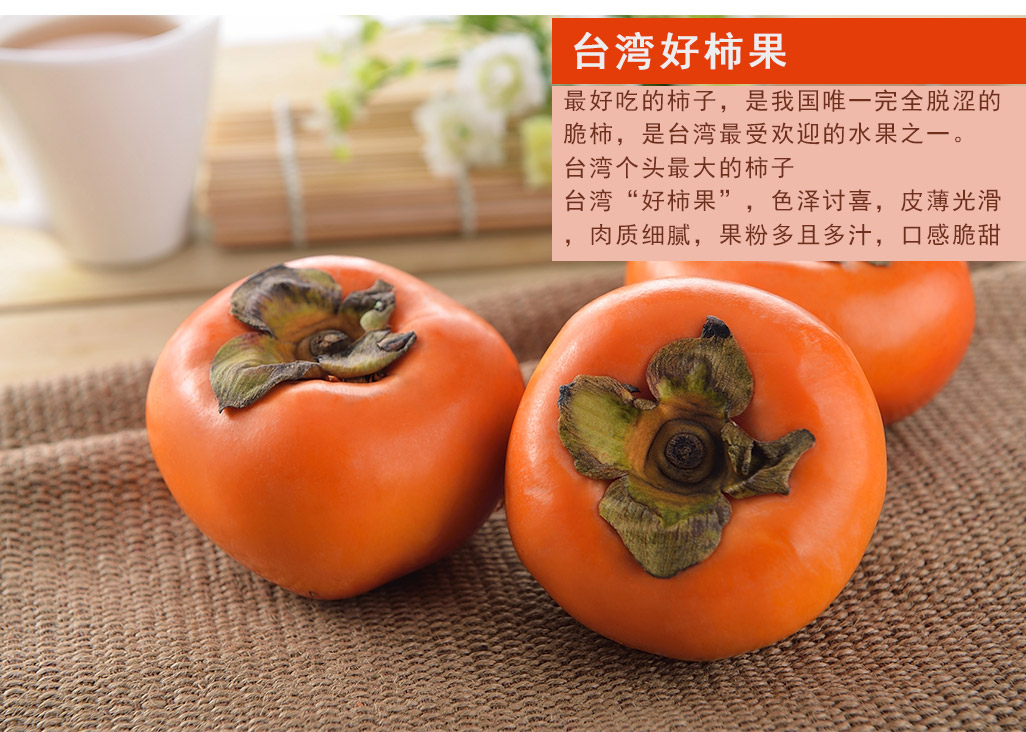 台湾好柿果
最好吃的柿子，是我国唯一完全脱涩的
脆柿，是台湾最受欢迎的水果之一。
台湾个头最大的柿子
台湾“好柿果”，色泽讨喜，皮薄光滑
，肉质细腻，果粉多且多汁，口感脆甜